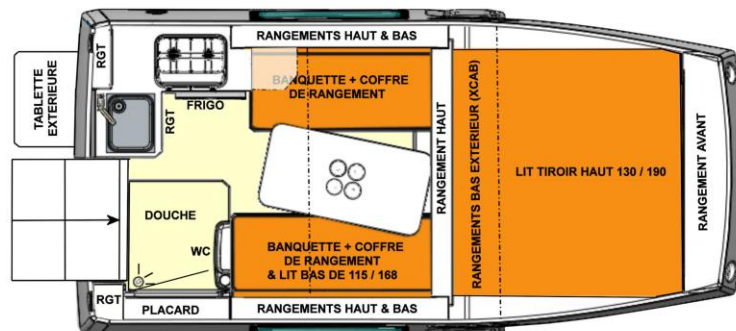 RANGEMENTS HAUT & BAS
RGT
TABLETTE
EXTERIEURE
FRIGO
RGT
BANQUETTE + COFFRE
DE RANGEMENT
RANGEMENT HAUT
RANGEMENTS BAS EXTERIEUR (XCAB)
LIT TIROIR HAUT 130 / 190
RANGEMENT AVANT
DOUCHE
WC
BANQUETTE + COFFRE
DE RANGEMENT
& LIT BAS DE 115 / 168
RGT
PLACARD
RANGEMENTS HAUT & BAS